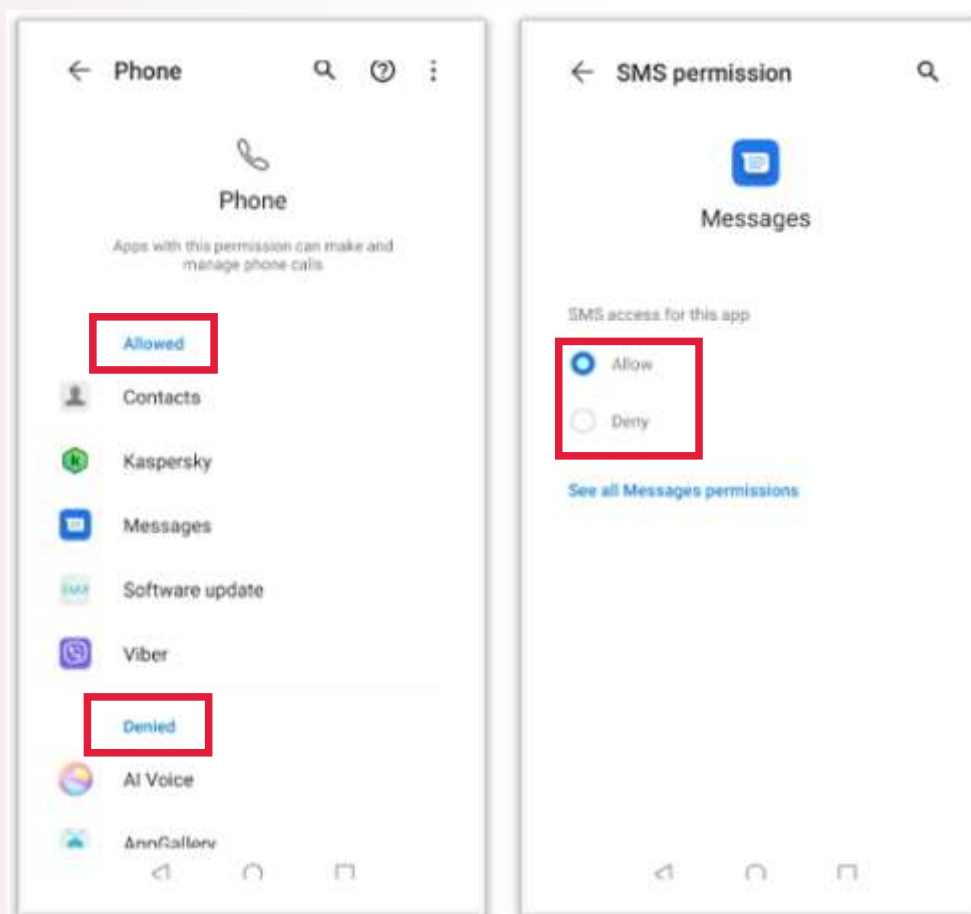 Phone
Phone
Apps with this permission can make and
manage phone calls
Allowed
Contacts
Kaspersky
Messages
Software update
Viber
Denied
AI Voice
AppGallery
SMS permission
Messages
SMS access for this app
Allow
Deny
See all Messages permissions